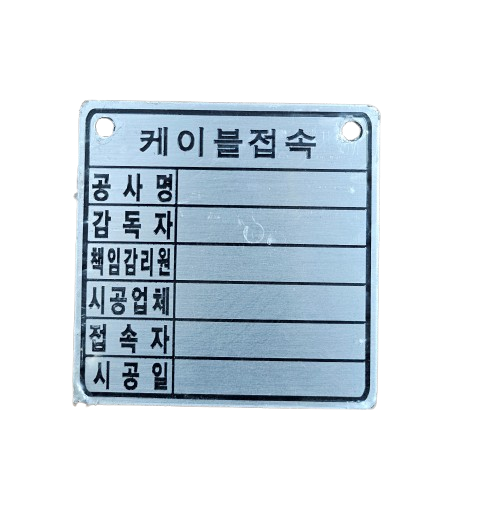 케이블접속
공사명
감독자
책임감리원
시공업체
접속자
시공일